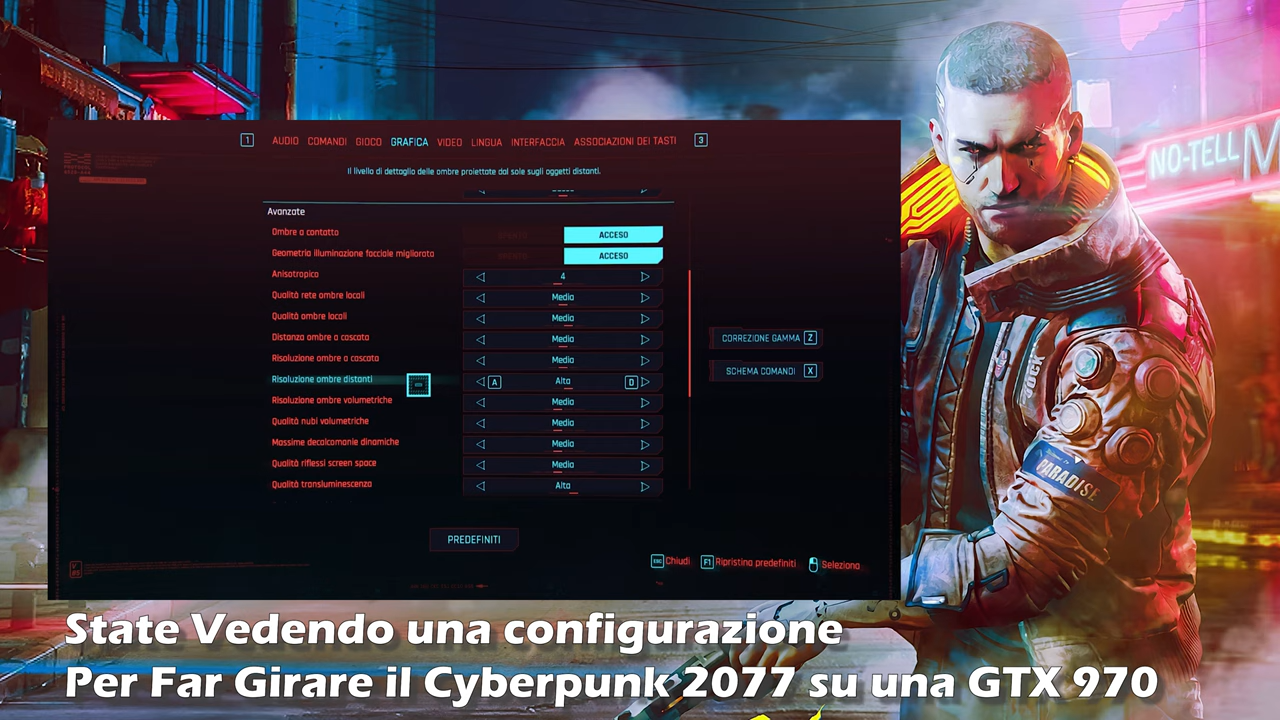 1 AUDIO COMANDI GIOCO GRAFICA VIDEO LINGUA INTERFACCIA ASSOCIAZIONI DEI TASTI 3
Il livello di dettaglio delle ombre proiettate dal sole sugli oggetti distanti.
Avanzate
Ombre a contatto ACCESO
Geometria illuminazione facciale migliorata ACCESO
Anisotropica 4
Qualità rete ombre locali Media
Qualità ombre locali Media
Distanza ombre a cascata Media
Risoluzione ombre a cascata Media
Risoluzione ombre distanti A Alta D
Risoluzione ombre volumetriche Media
Qualità nubi volumetriche Media
Massime decalcomanie dinamiche Media
Qualità riflessi screen space Media
Qualità transluminescenza Alta
CORREZIONE GAMMA Z
SCHEMA COMANDI X
PREDEFINITI
ESC Chiudi F1 Ripristina predefiniti Seleziona
NO-TELL M
JOCK
PARADISE
State Vedendo una configurazione
Per Far Girare il Cyberpunk 2077 su una GTX 970